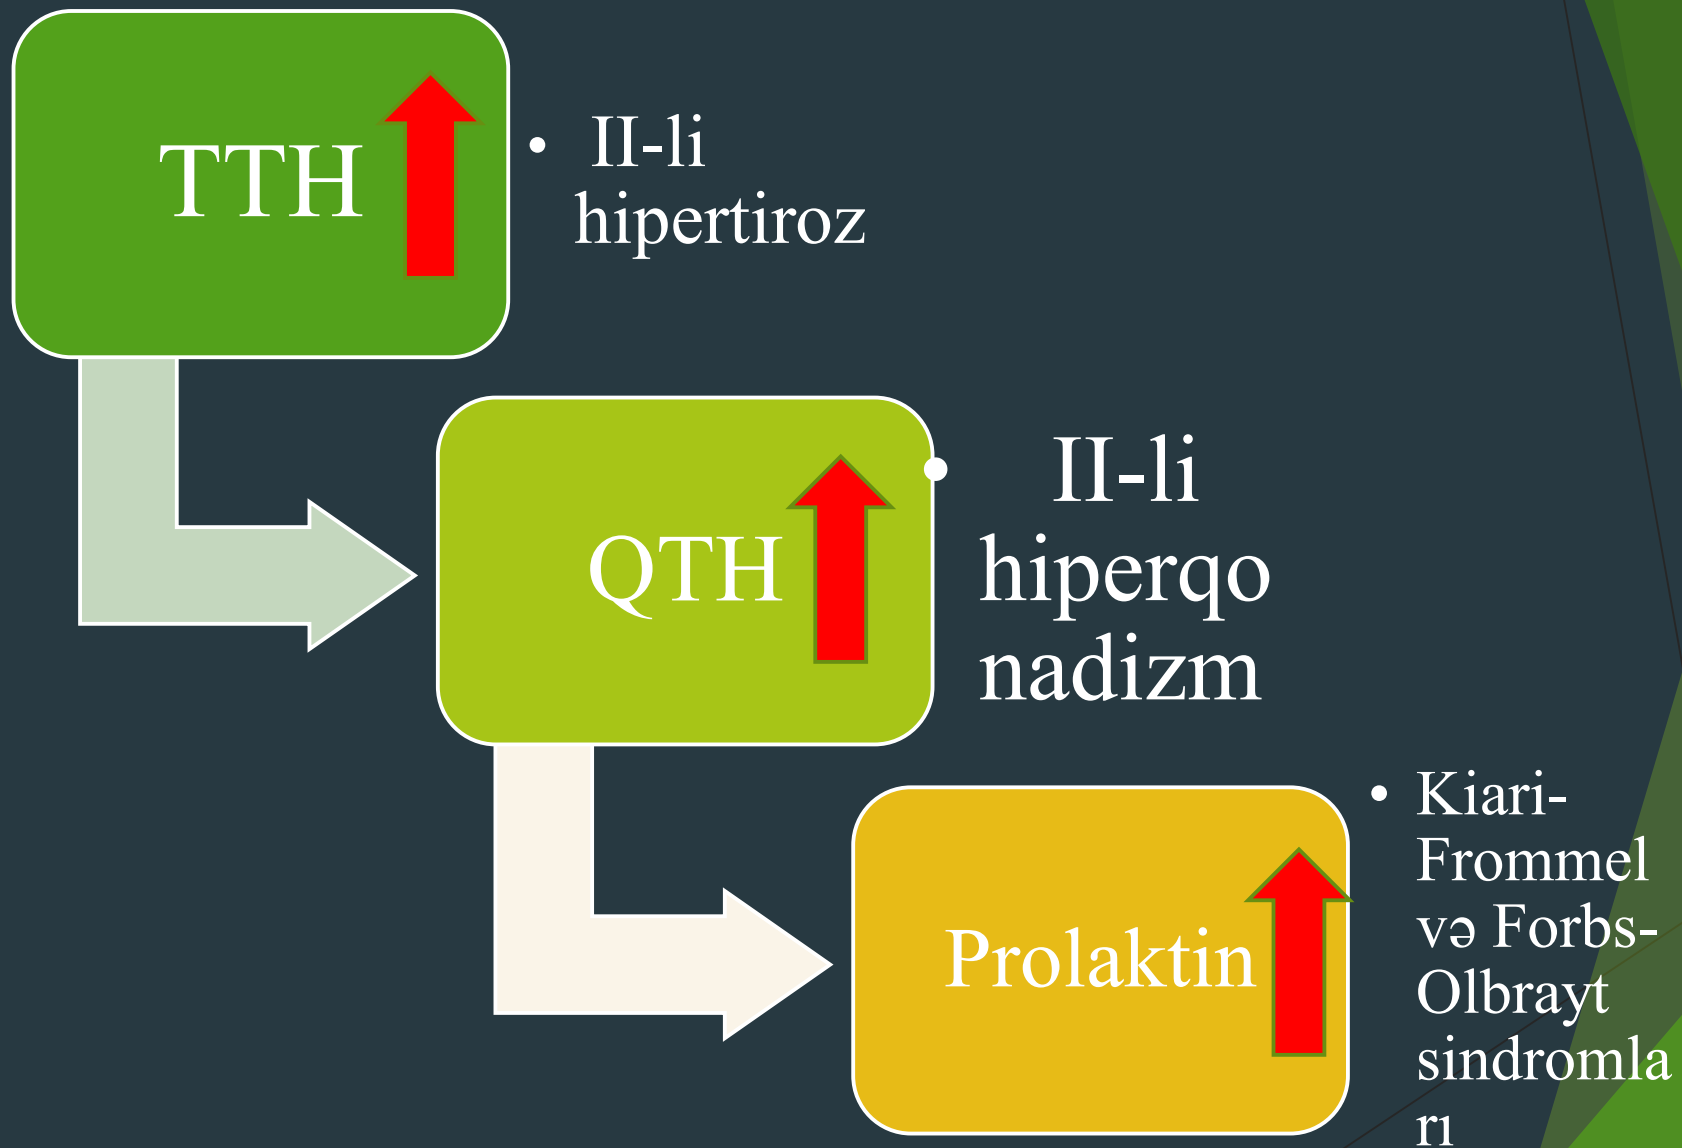 TTH
• II-li
hipertiroz
QTH
• II-li
hiperqo
nadizm
Prolaktin
• Kiari-
Frommel
və Forbs-
Olbrayt
sindromla
rı